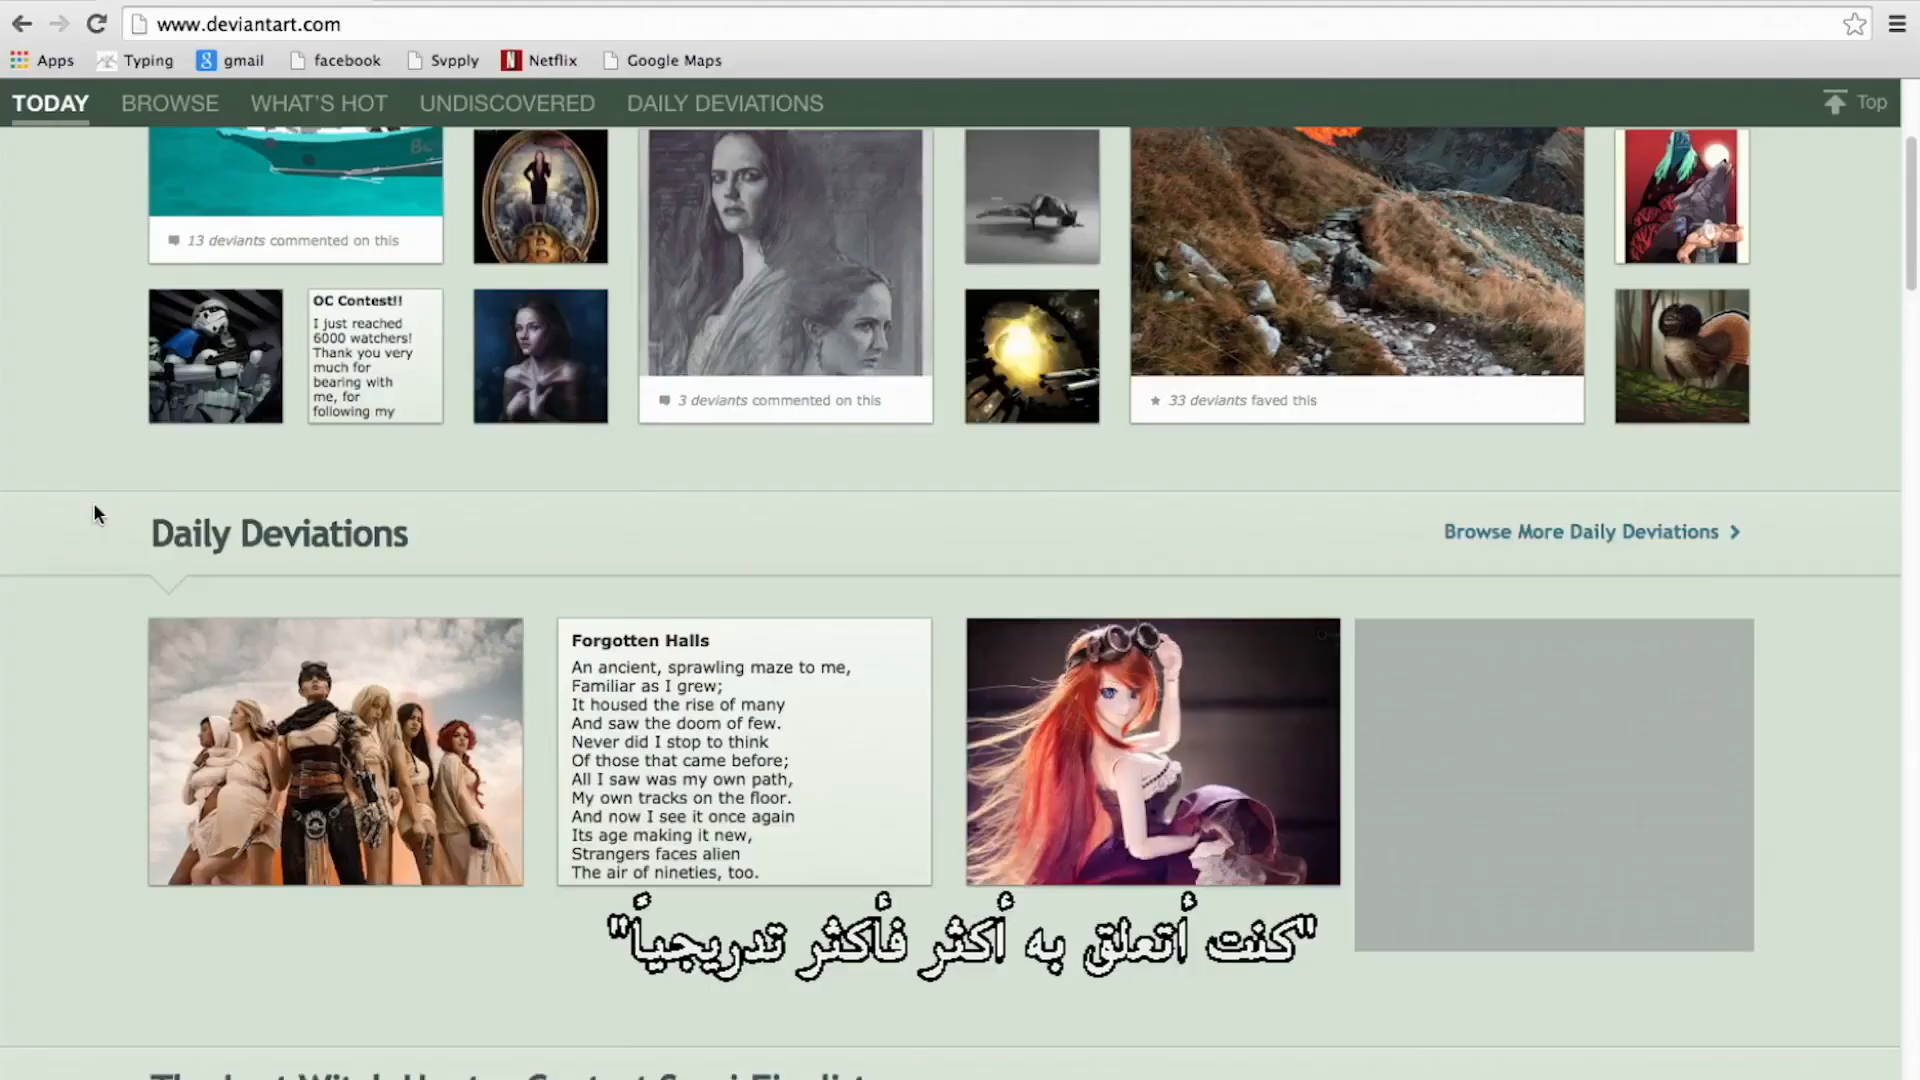 www.deviantart.com
Apps Typing gmail facebook Svpply Netflix Google Maps
TODAY BROWSE WHAT'S HOT UNDISCOVERED DAILY DEVIATIONS Top
13 deviants commented on this
OC Contest!!
I just reached
6000 watchers!
Thank you very
much for
bearing with
me, for
following my
3 deviants commented on this
33 deviants faved this
Daily Deviations
Browse More Daily Deviations
Forgotten Halls
An ancient, sprawling maze to me,
Familiar as I grew;
It housed the rise of many
And saw the doom of few.
Never did I stop to think
Of those that came before;
All I saw was my own path,
My own tracks on the floor.
And now I see it once again
Its age making it new,
Strangers faces alien
The air of nineties, too.
"كنت أتعلق به أكثر فأكثر تدريجياً"